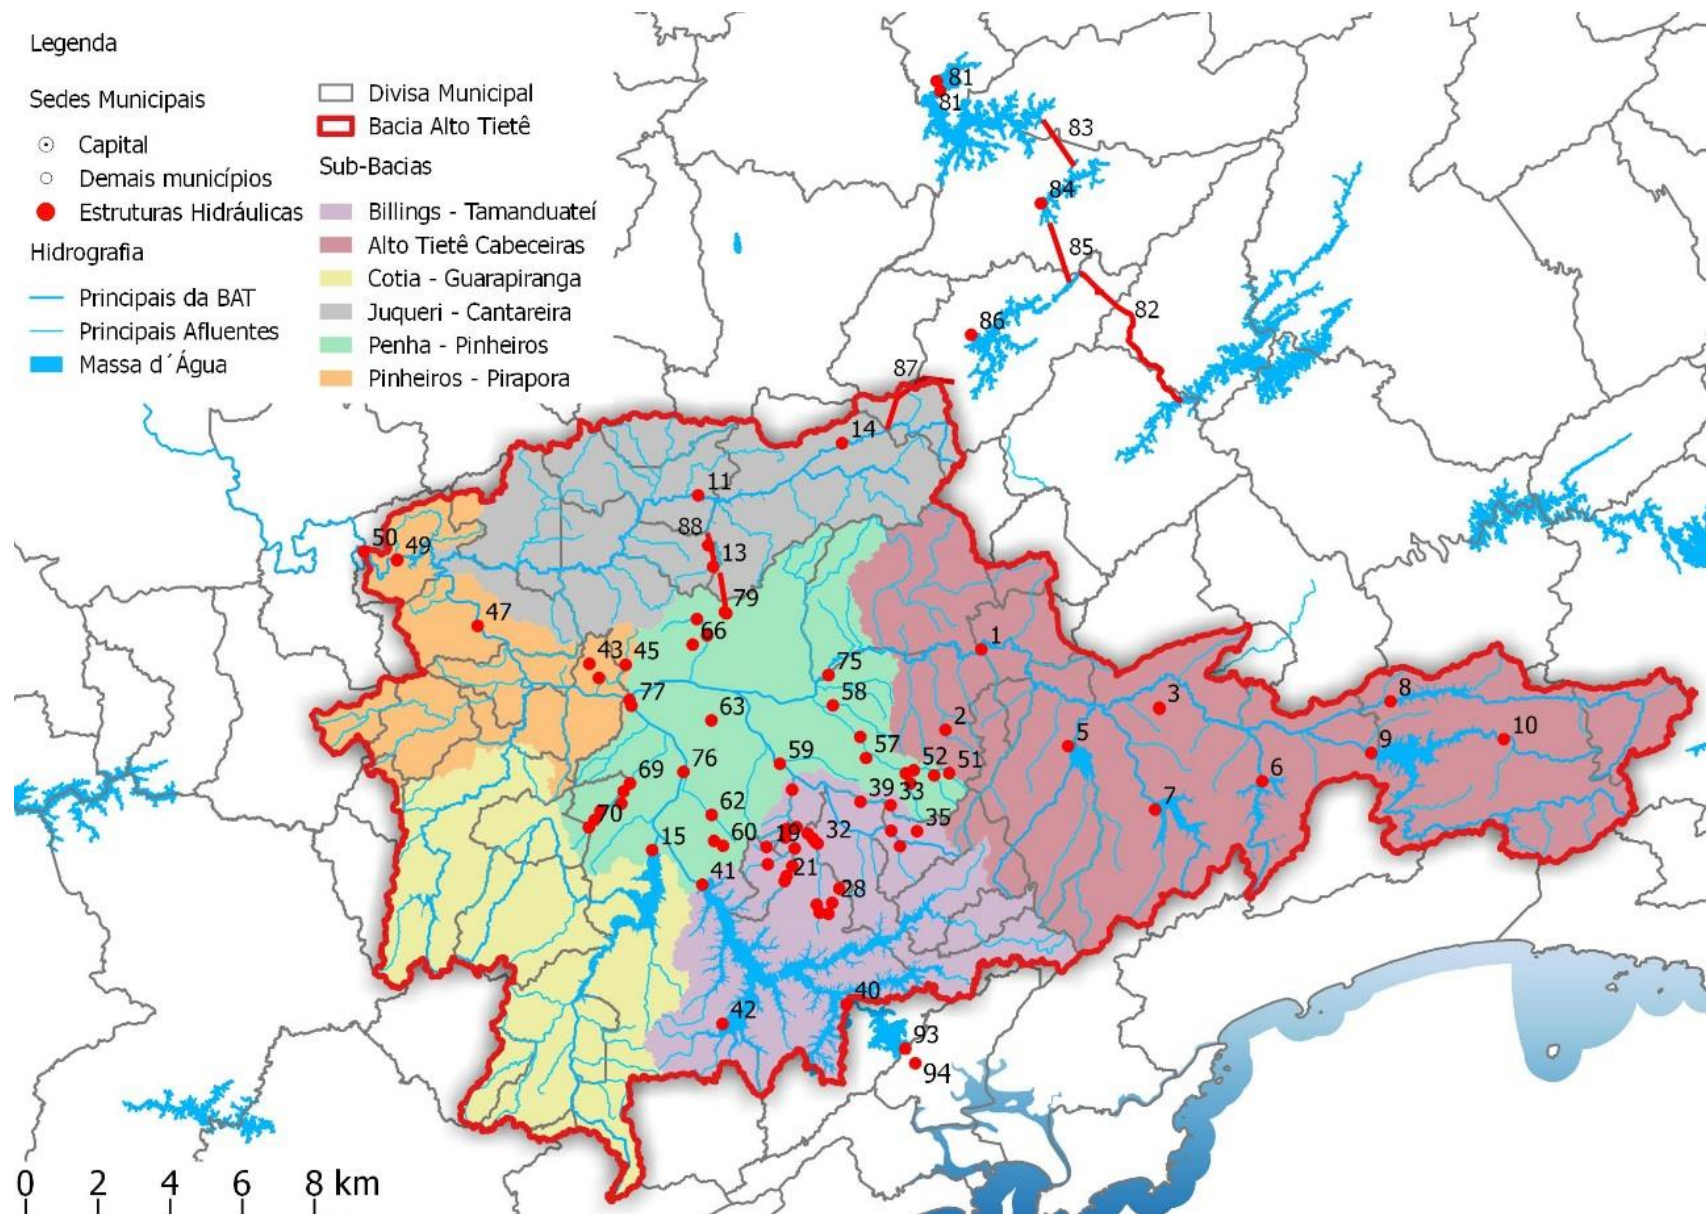 Legenda
Sedes Municipais
Capital
Demais municípios
Estruturas Hidráulicas
Hidrografia
Principais da BAT
Principais Afluentes
Massa d´Água
Divisa Municipal
Bacia Alto Tietê
Sub-Bacias
Billings - Tamanduateí
Alto Tietê Cabeceiras
Cotia - Guarapiranga
Juqueri - Cantareira
Penha - Pinheiros
Pinheiros - Pirapora
81
81
83
84
85
82
86
87
14
11
88
50
49
13
79
47
66
1
43
45
75
77
58
3
8
63
2
10
57
5
9
59
52
51
76
6
69
39
33
7
62
70
32
35
15
60
19
41
21
28
42
40
93
94
0 2 4 6 8 km